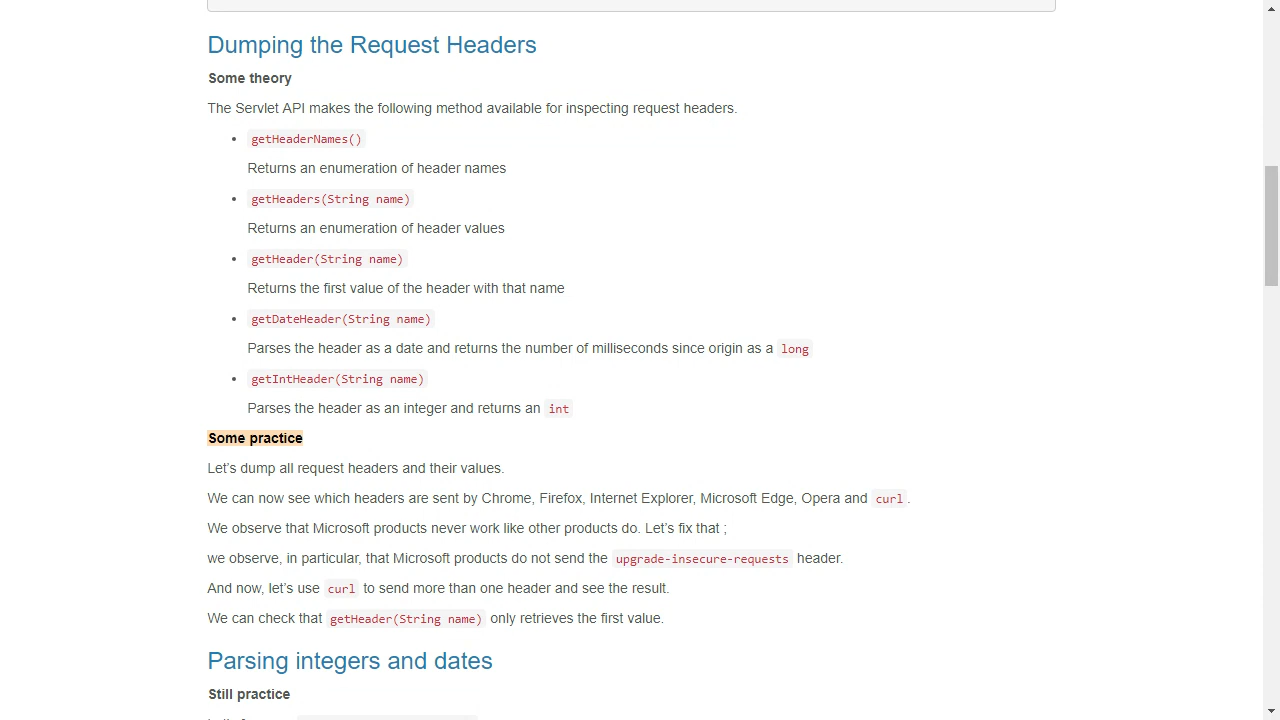 Dumping the Request Headers
Some theory
The Servlet API makes the following method available for inspecting request headers.
• getHeaderNames()
Returns an enumeration of header names
• getHeaders(String name)
Returns an enumeration of header values
• getHeader(String name)
Returns the first value of the header with that name
• getDateHeader(String name)
Parses the header as a date and returns the number of milliseconds since origin as a long
• getIntHeader(String name)
Parses the header as an integer and returns an int
Some practice
Let’s dump all request headers and their values.
We can now see which headers are sent by Chrome, Firefox, Internet Explorer, Microsoft Edge, Opera and curl.
We observe that Microsoft products never work like other products do. Let’s fix that ;
we observe, in particular, that Microsoft products do not send the upgrade-insecure-requests header.
And now, let’s use curl to send more than one header and see the result.
We can check that getHeader(String name) only retrieves the first value.
Parsing integers and dates
Still practice